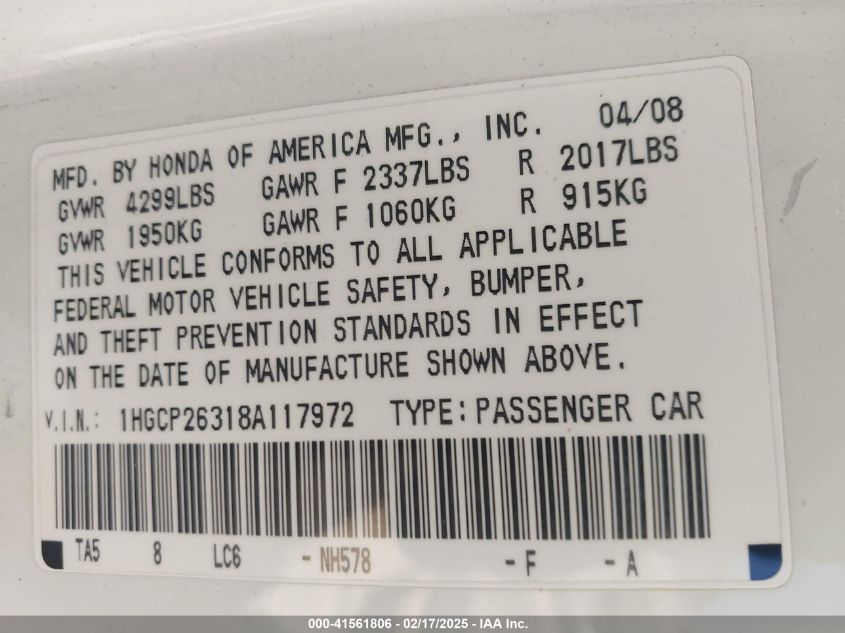 MFD. BY HONDA OF AMERICA MFG., INC. 04/08
GVWR 4299LBS GAWR F 2337LBS R 2017LBS
GVWR 1950KG GAWR F 1060KG R 915KG
THIS VEHICLE CONFORMS TO ALL APPLICABLE
FEDERAL MOTOR VEHICLE SAFETY, BUMPER,
AND THEFT PREVENTION STANDARDS IN EFFECT
ON THE DATE OF MANUFACTURE SHOWN ABOVE.
V.I.N.: 1HGCP26318A117972 TYPE: PASSENGER CAR
TA5 8 LC6 - NH578 - F - A
000-41561806 - 02/17/2025 - IAA Inc.